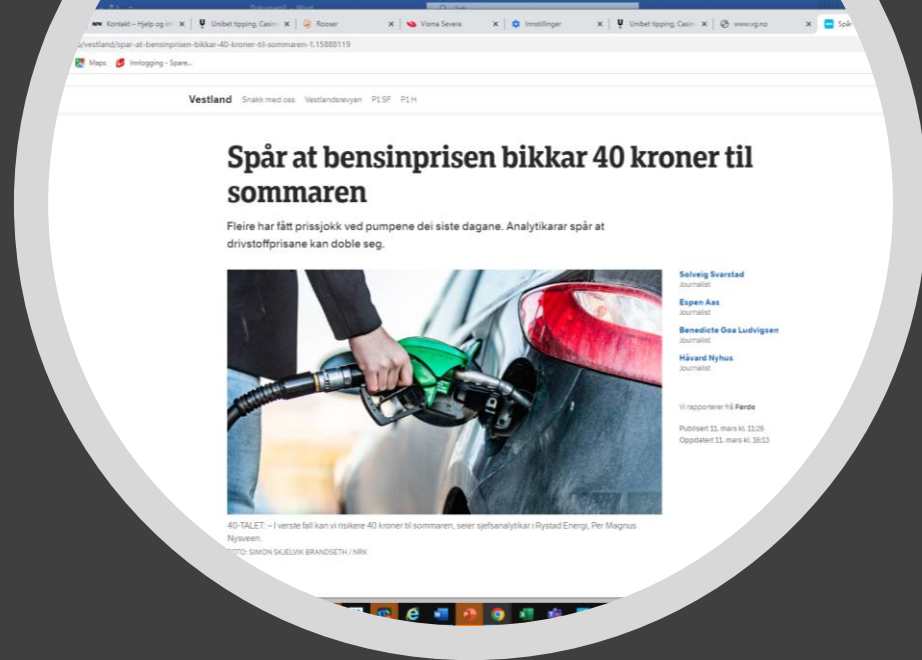 Kontakt – Hjelp og inf
Unibet tipping, Casin
Rooser
Visma Severa
Innstillinger
Unibet tipping, Casin
www.vg.no
Spår
/vestland/spar-at-bensinprisen-bikkar-40-kroner-til-sommaren-1.15888119
Maps
Innlogging - Spare...
Vestland Snakk med oss Vestlandsrevyen P1 SF P1 H
Spår at bensinprisen bikkar 40 kroner til
sommaren
Fleire har fått prissjokk ved pumpene dei siste dagane. Analytikarar spår at
drivstoffprisane kan doble seg.
Solveig Svarstad
Journalist
Espen Aas
Journalist
Benedicte Goa Ludvigsen
Journalist
Håvard Nyhus
Journalist
Vi rapporterer frå Førde
Publisert 11. mars kl. 11:26
Oppdatert 11. mars kl. 16:13
40-TALET: – I verste fall kan vi risikere 40 kroner til sommaren, seier sjefsanalytikar i Rystad Energi, Per Magnus
Nysveen.
FOTO: SIMON SKJELVIK BRANDSETH / NRK